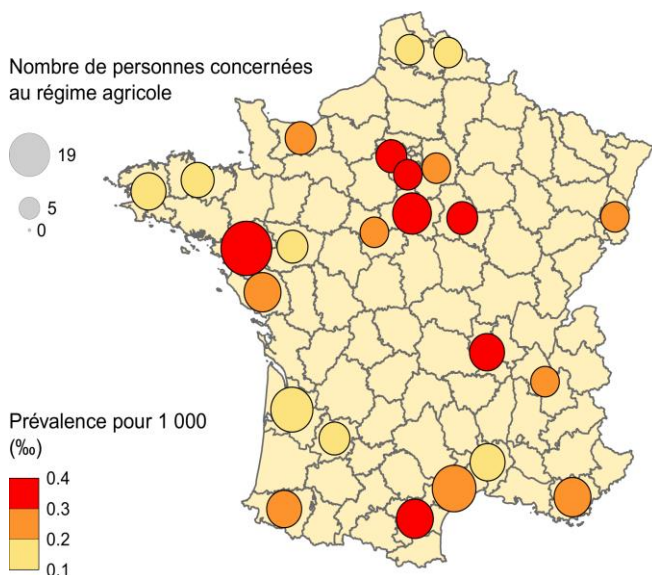 Nombre de personnes concernées
au régime agricole
19
5
0
Prévalence pour 1 000
(‰)
0.4
0.3
0.2
0.1